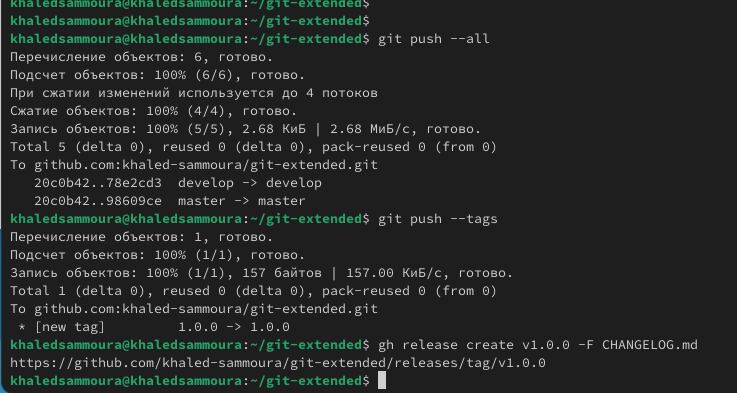 khaledsammoura@khaledsammoura:~/git-extended$
khaledsammoura@khaledsammoura:~/git-extended$
khaledsammoura@khaledsammoura:~/git-extended$ git push --all
Перечисление объектов: 6, готово.
Подсчет объектов: 100% (6/6), готово.
При сжатии изменений используется до 4 потоков
Сжатие объектов: 100% (4/4), готово.
Запись объектов: 100% (5/5), 2.68 КиБ | 2.68 МиБ/с, готово.
Total 5 (delta 0), reused 0 (delta 0), pack-reused 0 (from 0)
To github.com:khaled-sammoura/git-extended.git
   20c0b42..78e2cd3  develop -> develop
   20c0b42..98609ce  master -> master
khaledsammoura@khaledsammoura:~/git-extended$ git push --tags
Перечисление объектов: 1, готово.
Подсчет объектов: 100% (1/1), готово.
Запись объектов: 100% (1/1), 157 байтов | 157.00 КиБ/с, готово.
Total 1 (delta 0), reused 0 (delta 0), pack-reused 0 (from 0)
To github.com:khaled-sammoura/git-extended.git
 * [new tag]         1.0.0 -> 1.0.0
khaledsammoura@khaledsammoura:~/git-extended$ gh release create v1.0.0 -F CHANGELOG.md
https://github.com/khaled-sammoura/git-extended/releases/tag/v1.0.0
khaledsammoura@khaledsammoura:~/git-extended$